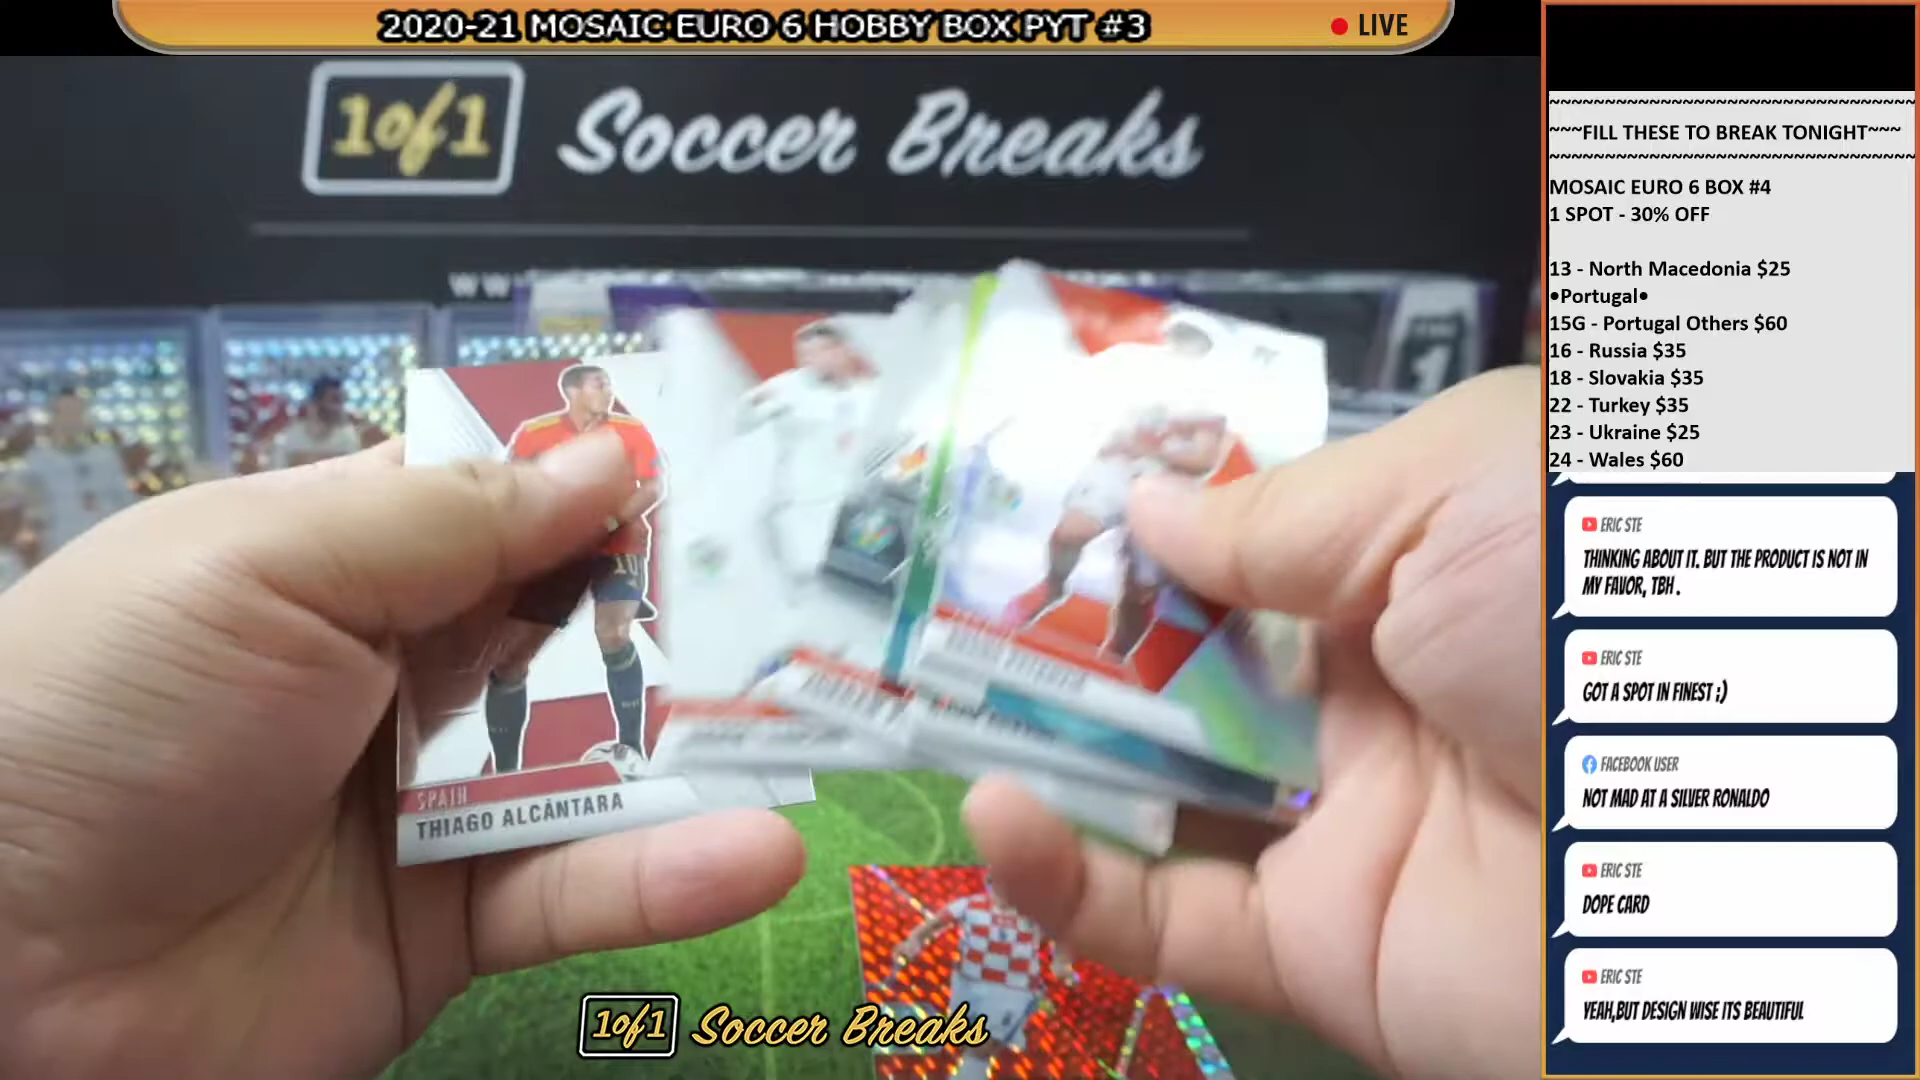 2020-21 MOSAIC EURO 6 HOBBY BOX PYT #3
LIVE
1of1 Soccer Breaks
SPAIN
THIAGO ALCÂNTARA
10
1of1 Soccer Breaks
~~~FILL THESE TO BREAK TONIGHT~~~
MOSAIC EURO 6 BOX #4
1 SPOT - 30% OFF
13 - North Macedonia $25
•Portugal•
15G - Portugal Others $60
16 - Russia $35
18 - Slovakia $35
22 - Turkey $35
23 - Ukraine $25
24 - Wales $60
ERIC STE
THINKING ABOUT IT. BUT THE PRODUCT IS NOT IN
MY FAVOR, TBH .
ERIC STE
GOT A SPOT IN FINEST ;)
FACEBOOK USER
NOT MAD AT A SILVER RONALDO
ERIC STE
DOPE CARD
ERIC STE
YEAH,BUT DESIGN WISE ITS BEAUTIFUL